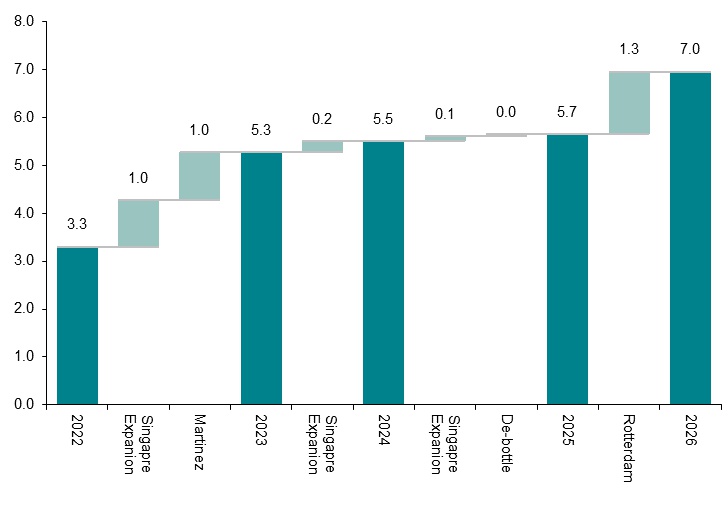 8.0
7.0
6.0
5.0
4.0
3.0
2.0
1.0
0.0
3.3
1.0
1.0
5.3
0.2
5.5
0.1
0.0
5.7
1.3
7.0
2022
Singapre
Expanion
Martinez
2023
Singapre
Expanion
2024
Singapre
Expanion
De-bottle
2025
Rotterdam
2026